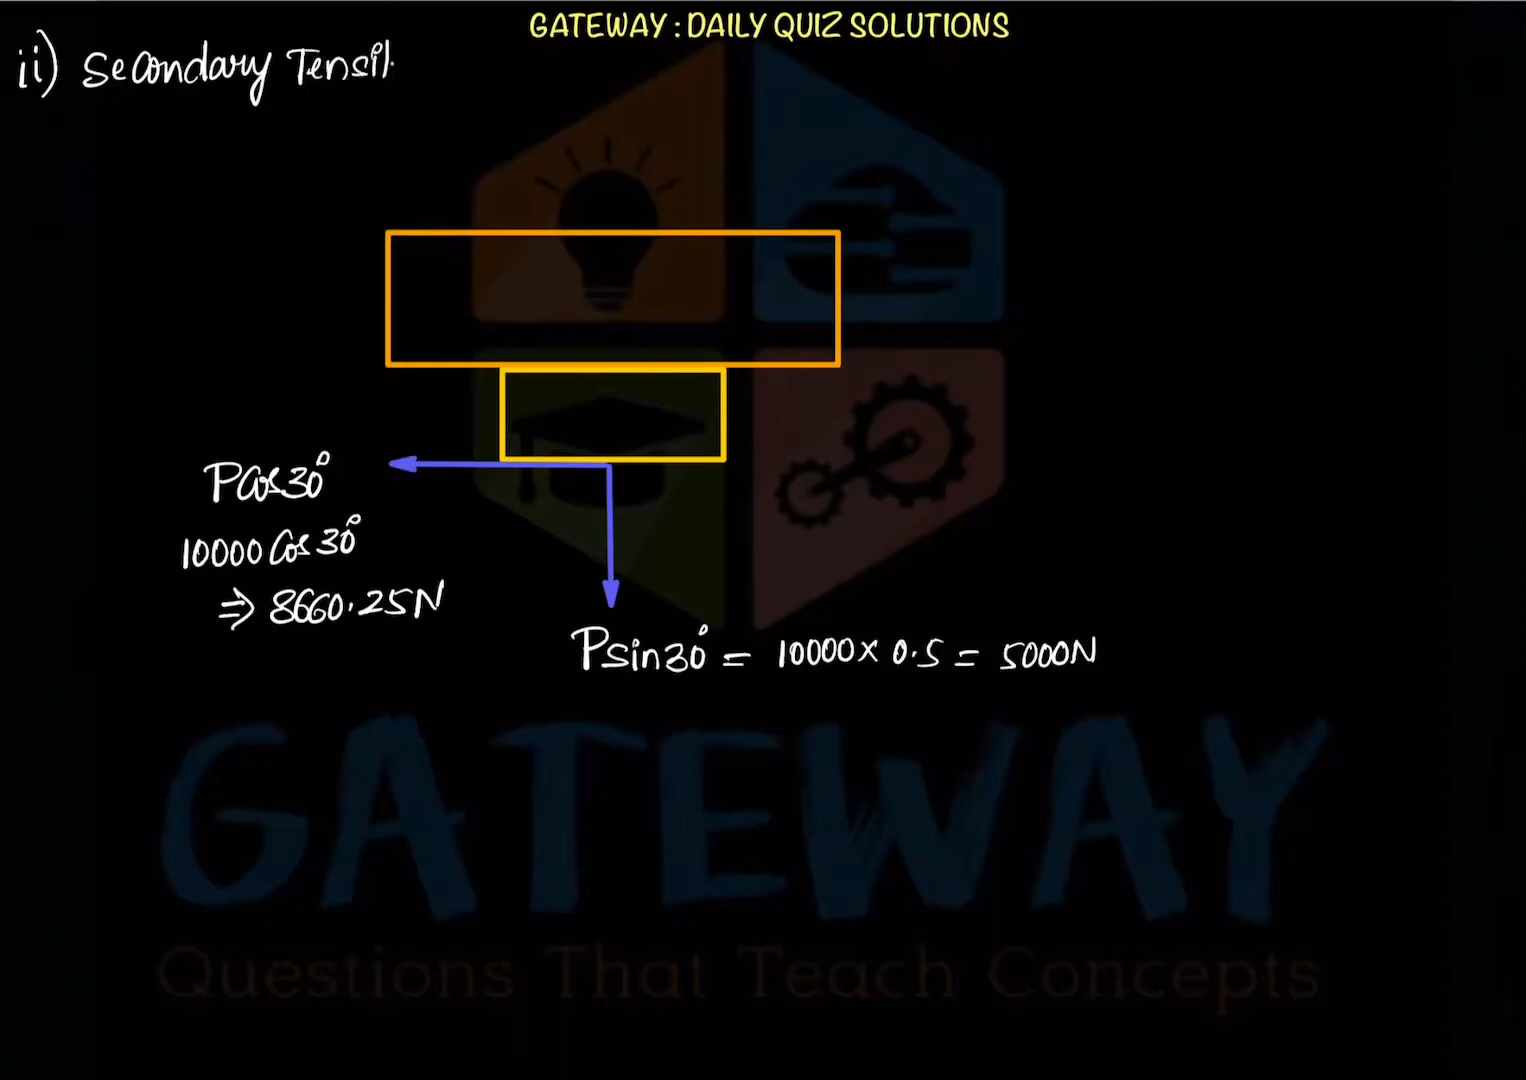 GATEWAY : DAILY QUIZ SOLUTIONS
ii) Secondary Tensil
Pcos30°
10000 Cos 30°
⇒ 8660.25N
Psin30° = 10000 x 0.5 = 5000N
GATEWAY
Questions That Teach Concepts